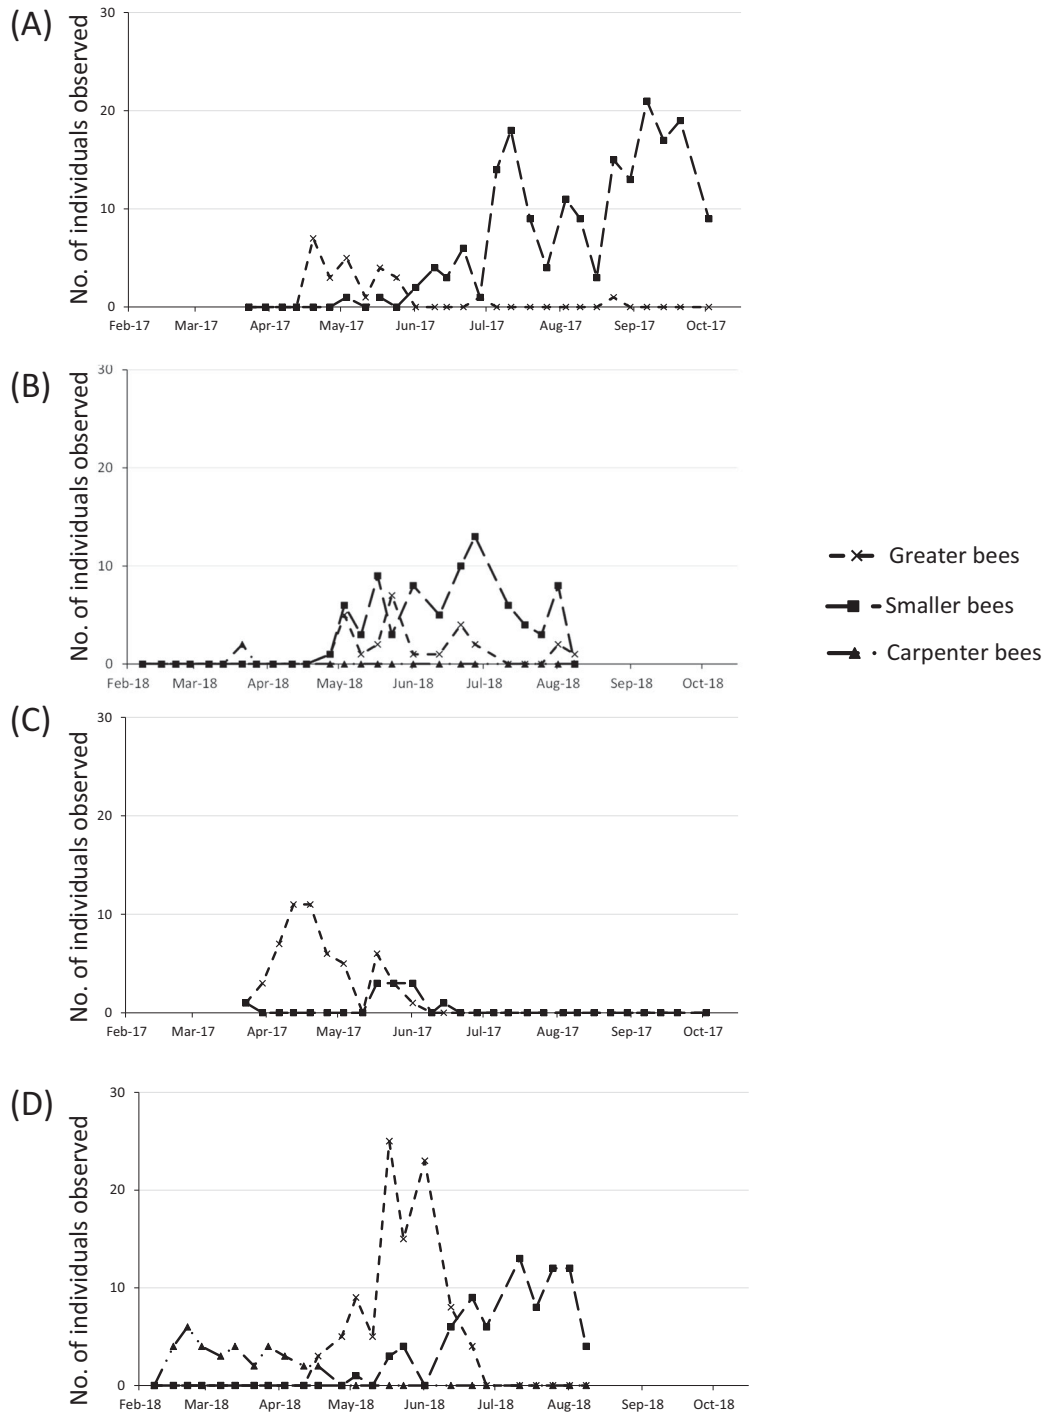 (A)
No. of individuals observed
30
20
10
0
Feb-17 Mar-17 Apr-17 May-17 Jun-17 Jul-17 Aug-17 Sep-17 Oct-17
(B)
No. of individuals observed
30
20
10
0
Feb-18 Mar-18 Apr-18 May-18 Jun-18 Jul-18 Aug-18 Sep-18 Oct-18
Greater bees
Smaller bees
Carpenter bees
(C)
No. of individuals observed
30
20
10
0
Feb-17 Mar-17 Apr-17 May-17 Jun-17 Jul-17 Aug-17 Sep-17 Oct-17
(D)
No. of individuals observed
30
20
10
0
Feb-18 Mar-18 Apr-18 May-18 Jun-18 Jul-18 Aug-18 Sep-18 Oct-18